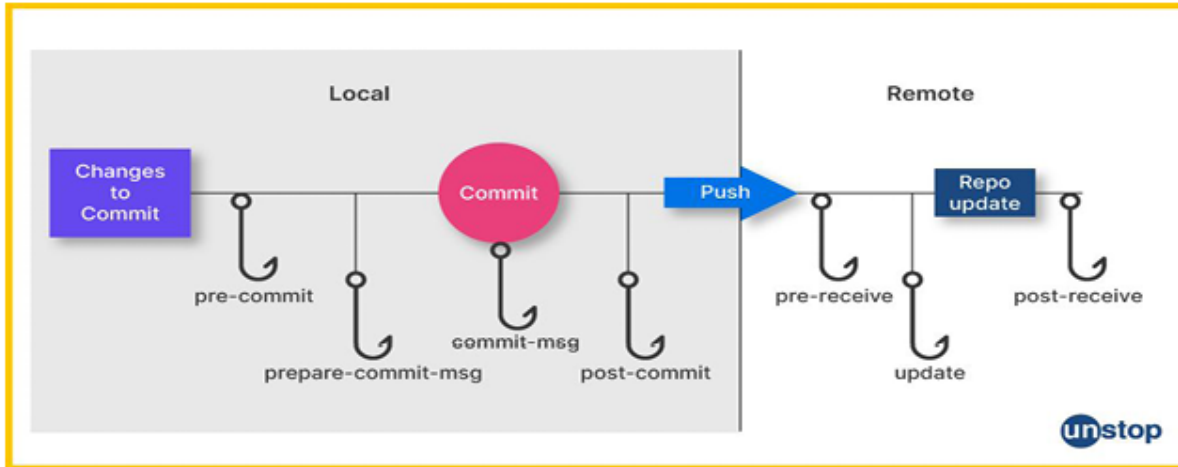 Local
Remote
Changes
to
Commit
Commit
Push
Repo
update
pre-commit
prepare-commit-msg
commit-msg
post-commit
pre-receive
update
post-receive
unstop